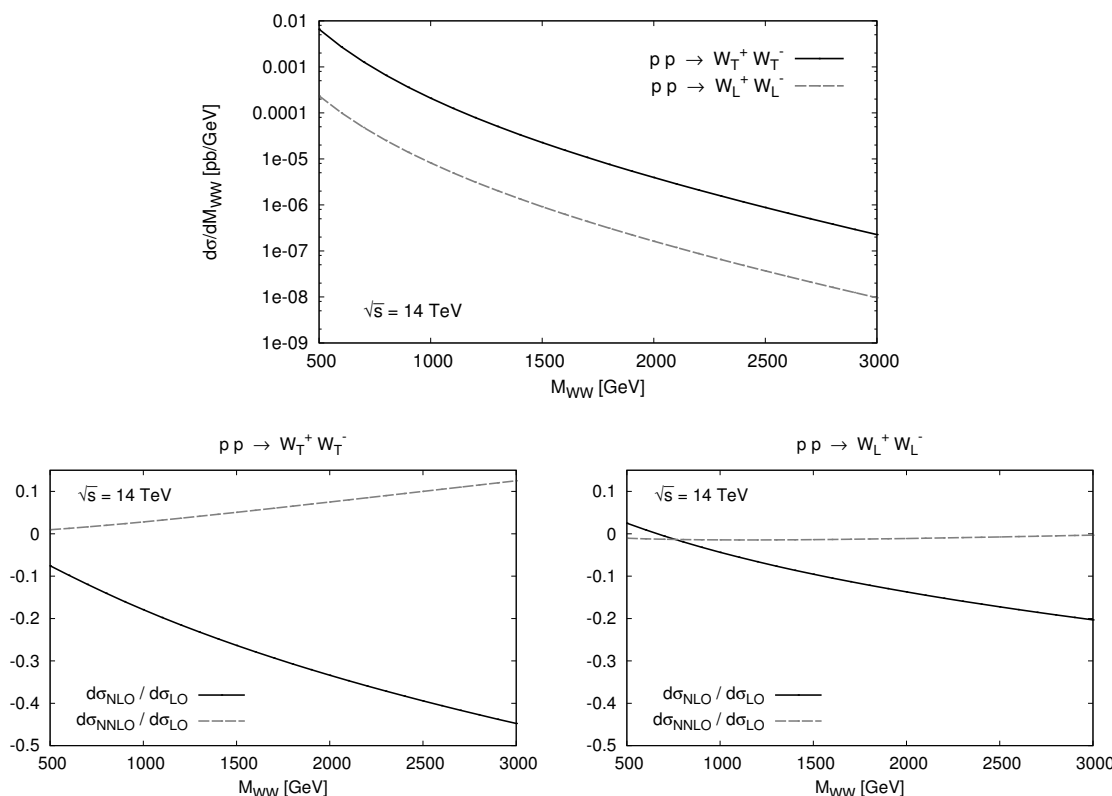 0.01
0.001
0.0001
1e-05
1e-06
1e-07
1e-08
1e-09
dσ/dM_WW [pb/GeV]
p p → W_T^+ W_T^-
p p → W_L^+ W_L^-
√s = 14 TeV
500 1000 1500 2000 2500 3000
M_WW [GeV]
p p → W_T^+ W_T^-
√s = 14 TeV
0.1
0
-0.1
-0.2
-0.3
-0.4
-0.5
dσ_NLO / dσ_LO
dσ_NNLO / dσ_LO
500 1000 1500 2000 2500 3000
M_WW [GeV]
p p → W_L^+ W_L^-
√s = 14 TeV
0.1
0
-0.1
-0.2
-0.3
-0.4
-0.5
dσ_NLO / dσ_LO
dσ_NNLO / dσ_LO
500 1000 1500 2000 2500 3000
M_WW [GeV]